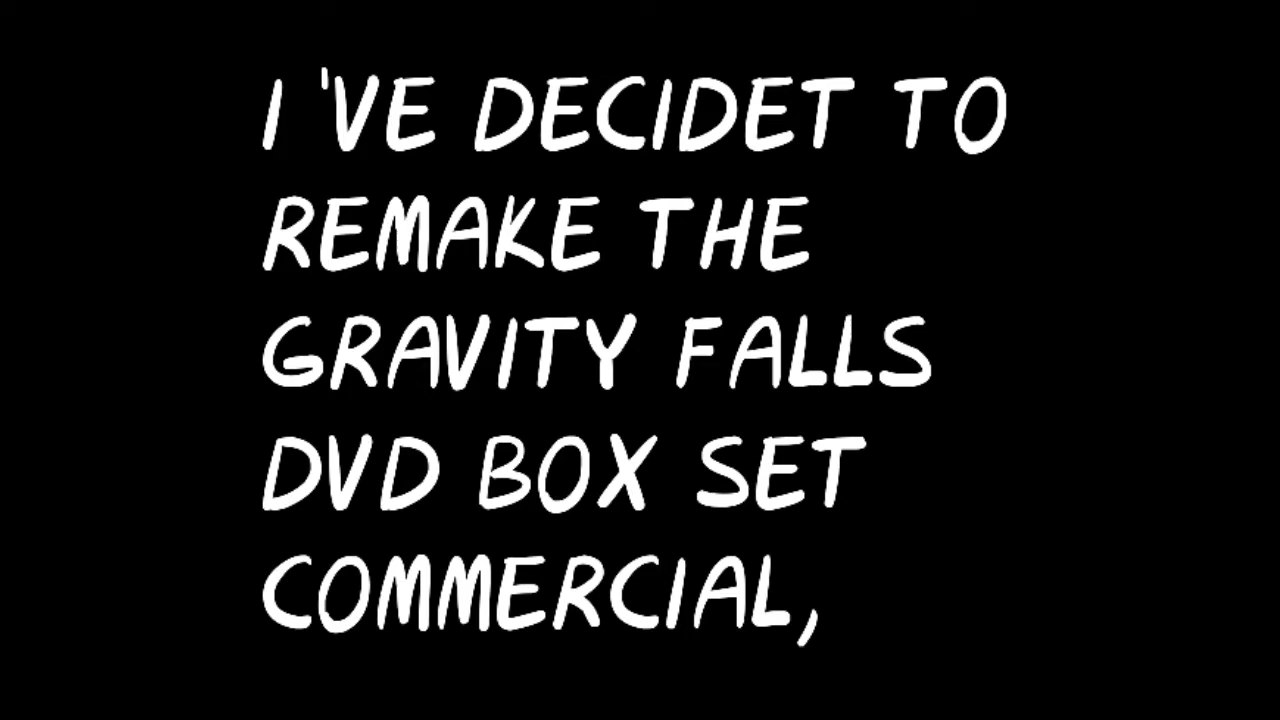 I 'VE DECIDET TO
REMAKE THE
GRAVITY FALLS
DVD BOX SET
COMMERCIAL,